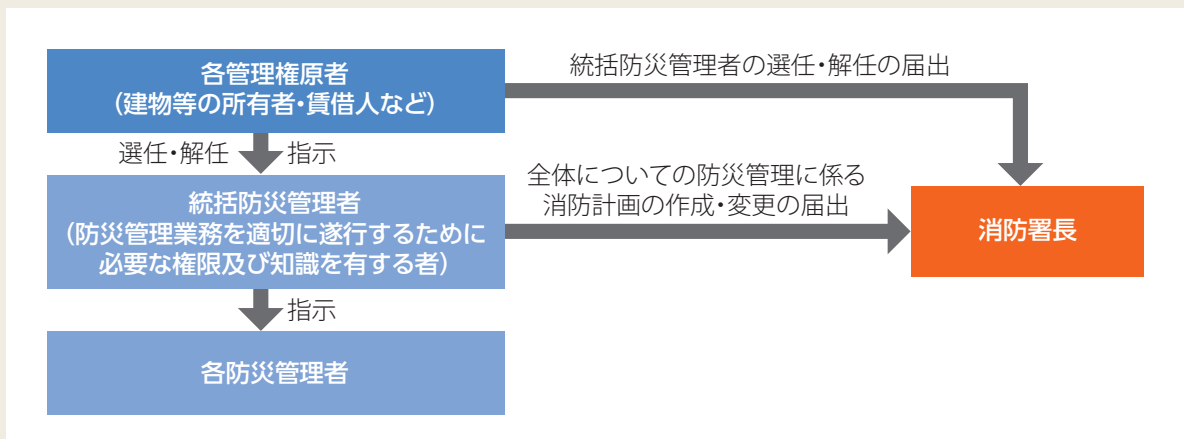 各管理権原者
（建物等の所有者・賃借人など）
統括防災管理者の選任・解任の届出
選任・解任
指示
統括防災管理者
（防災管理業務を適切に遂行するために
必要な権限及び知識を有する者）
全体についての防災管理に係る
消防計画の作成・変更の届出
消防署長
指示
各防災管理者